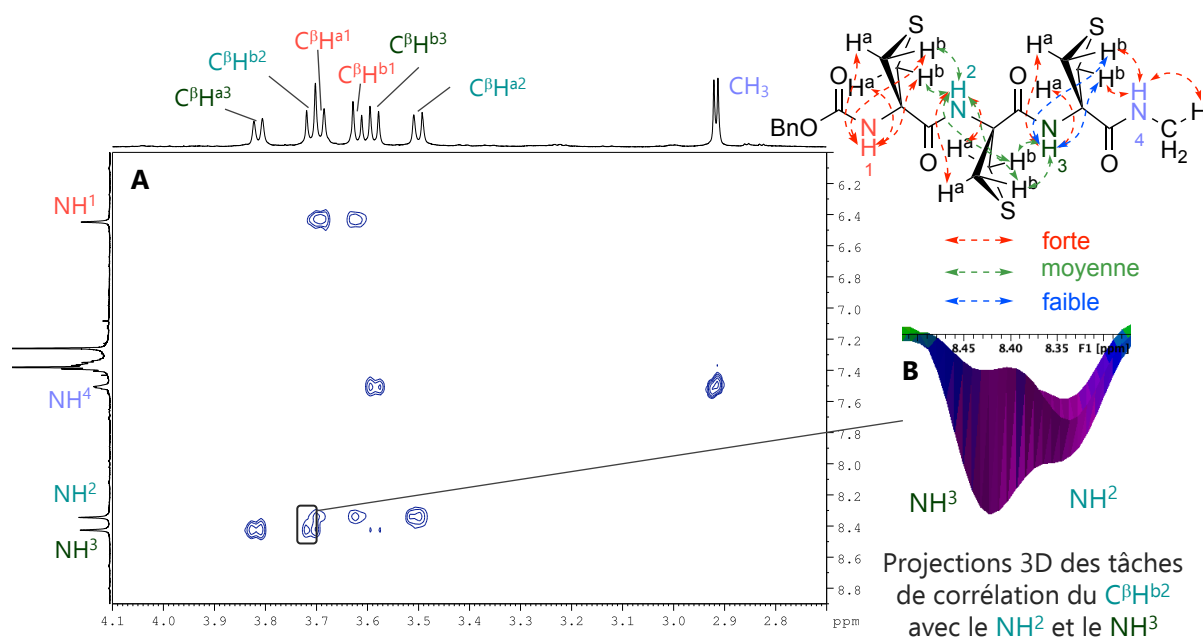 CᵝHᵃ³
CᵝHᵇ²
CᵝHᵃ¹
CᵝHᵇ¹
CᵝHᵇ³
CᵝHᵃ²
CH₃
A
NH¹
NH⁴
NH²
NH³
6.2
6.4
6.6
6.8
7.0
7.2
7.4
7.6
7.8
8.0
8.2
8.4
8.6
8.8
4.1 3.9 3.8 3.7 3.6 3.5 3.4 3.3 3.2 3.1 3.0 2.9 2.8 ppm
S
S
Hᵃ Hᵇ
Hᵃ Hᵇ
Hᵃ Hᵇ
Hᵃ Hᵇ
BnO
O
N
H
1
O
2
H
N
Hᵃ Hᵇ
Hᵃ Hᵇ
S
O
N
H
3
O
H
N
4
C
H₂
H
forte
moyenne
faible
8.45 8.40 8.35 F1 [ppm]
B
NH³
NH²
Projections 3D des tâches
de corrélation du CᵝHᵇ²
avec le NH² et le NH³